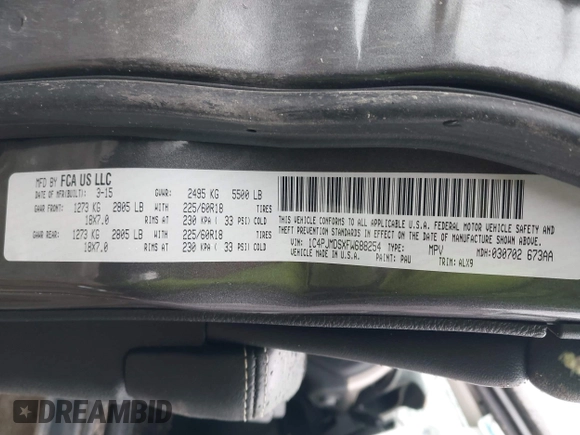 MFD BY FCA US LLC
DATE OF MFR(BUILT): 3-15 GVWR: 2495 KG 5500 LB
GAWR FRONT: 1273 KG 2805 LB WITH 225/60R18 TIRES
18X7.0 RIMS AT 230 KPA ( 33 PSI) COLD
GAWR REAR: 1273 KG 2805 LB WITH 225/60R18 TIRES
18X7.0 RIMS AT 230 KPA ( 33 PSI) COLD
THIS VEHICLE CONFORMS TO ALL APPLICABLE U.S.A. FEDERAL MOTOR VEHICLE SAFETY AND
THEFT PREVENTION STANDARDS IN EFFECT ON THE DATE OF MANUFACTURE SHOWN ABOVE.
VIN: 1C4PJMDSXFW688254 TYPE: MPV MDH: 030702 673AA
VEHICLE MADE IN U.S.A. PAINT: PAU TRIM: ALX9
DREAMBID